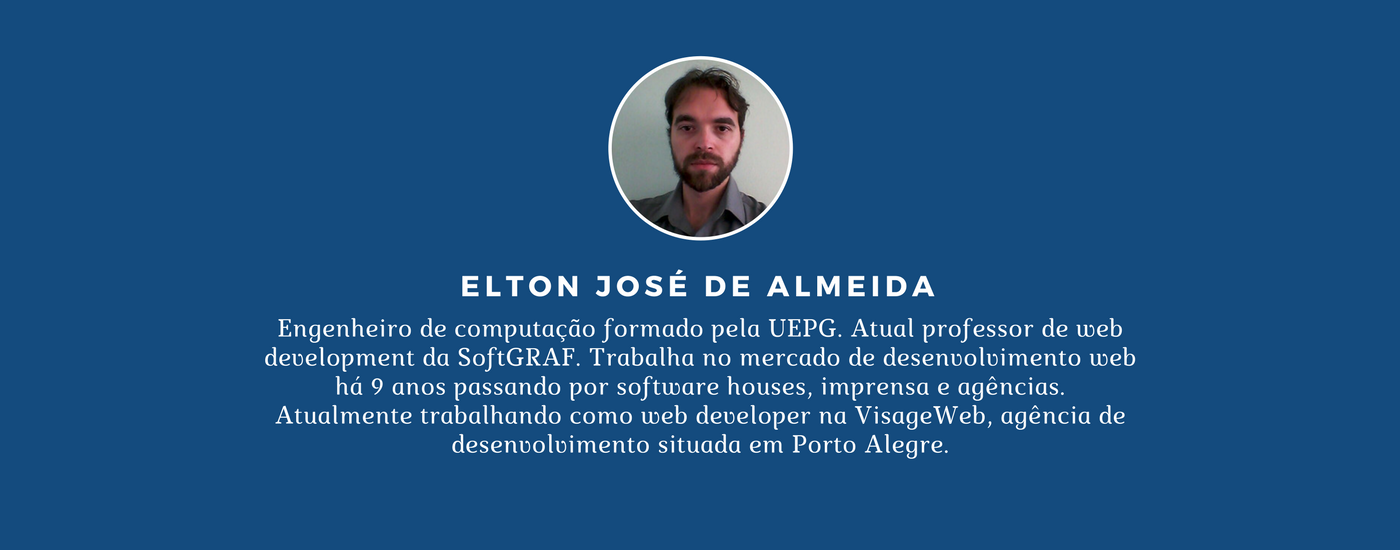 ELTON JOSÉ DE ALMEIDA
Engenheiro de computação formado pela UEPG. Atual professor de web
development da SoftGRAF. Trabalha no mercado de desenvolvimento web
há 9 anos passando por software houses, imprensa e agências.
Atualmente trabalhando como web developer na VisageWeb, agência de
desenvolvimento situada em Porto Alegre.